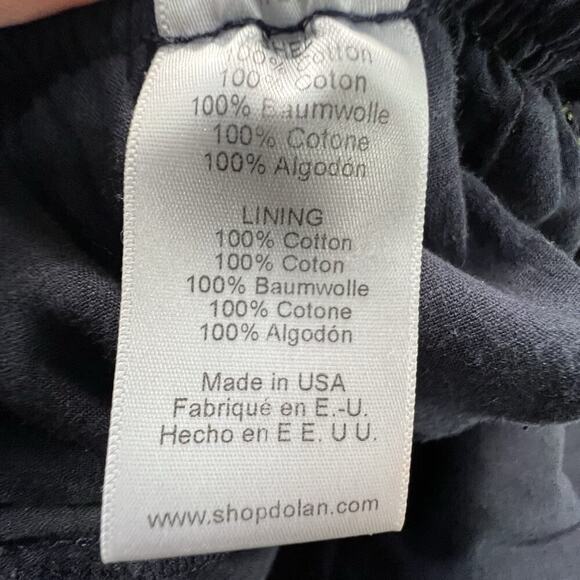 SHELL
100% Cotton
100% Coton
100% Baumwolle
100% Cotone
100% Algodón
LINING
100% Cotton
100% Coton
100% Baumwolle
100% Cotone
100% Algodón
Made in USA
Fabriqué en E.-U.
Hecho en E E. U U.
www.shopdolan.com